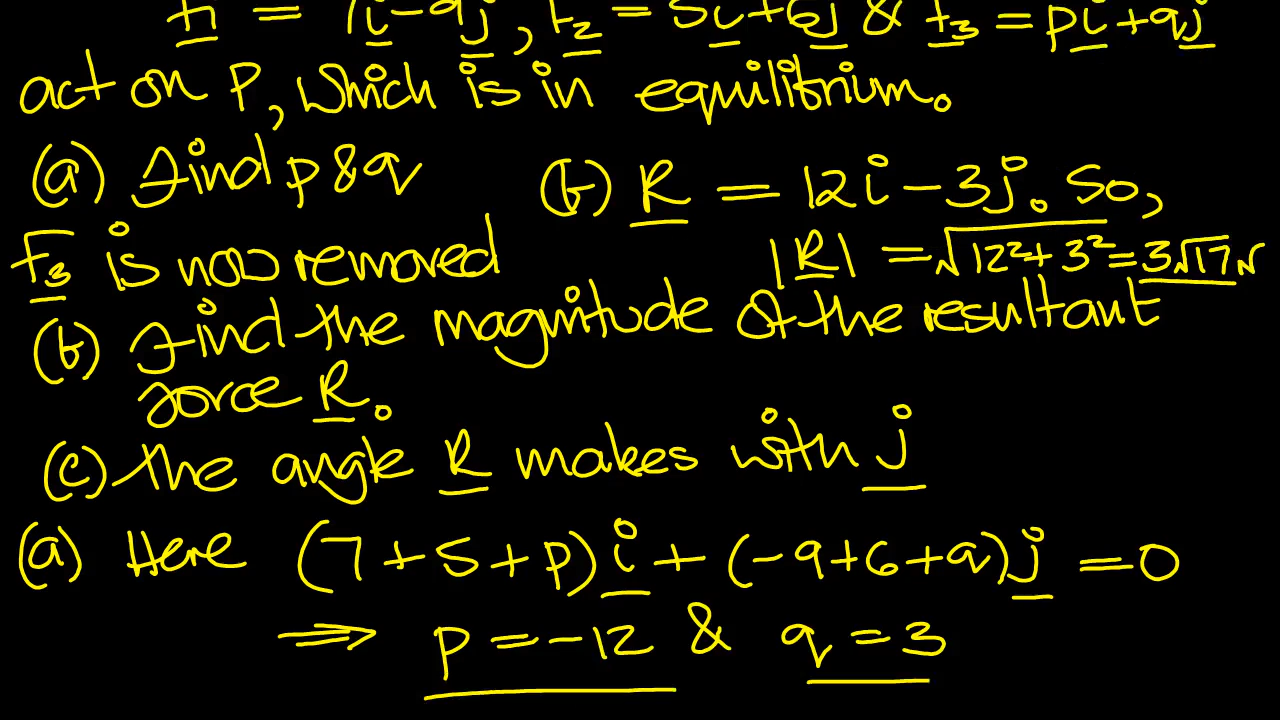 F1 = 7i - 9j, F2 = 5i + 6j & F3 = pi + qj
act on P, which is in equilibrium.
(a) Find p & q
F3 is now removed
(b) Find the magnitude of the resultant
force R.
(c) the angle R makes with j
(b) R = 12i - 3j. So,
|R| = √12² + 3² = 3√17 √
(a) Here (7 + 5 + p)i + (-9 + 6 + q)j = 0
⇒ p = -12 & q = 3